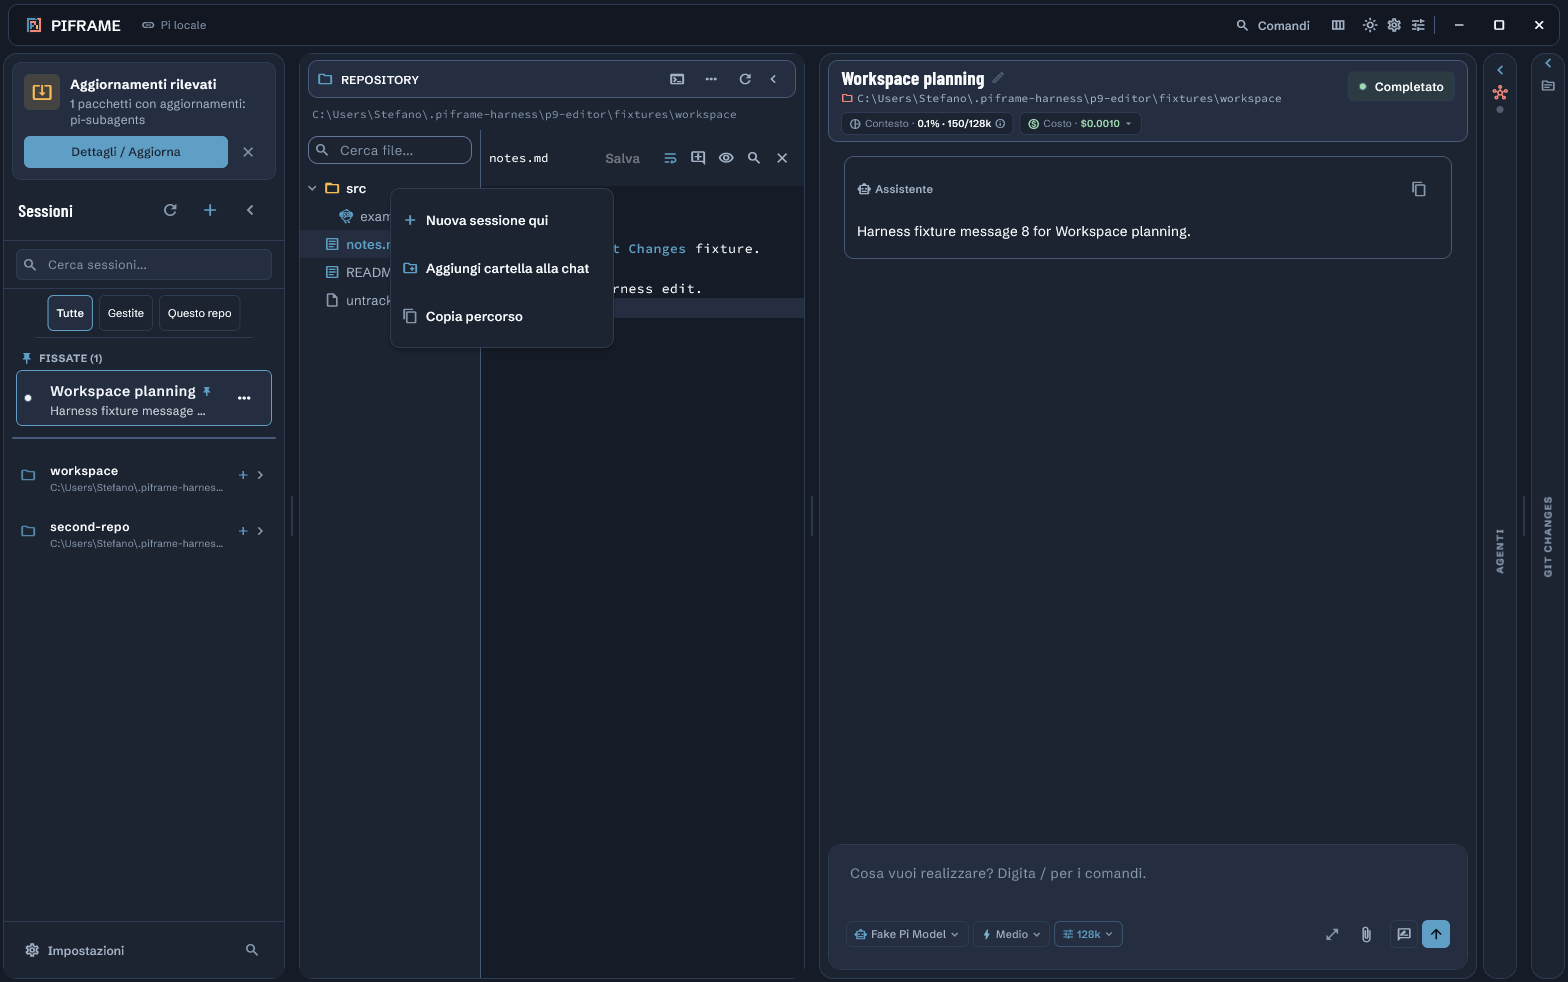 PIFRAME
Pi locale
Comandi
Aggiornamenti rilevati
1 pacchetti con aggiornamenti:
pi-subagents
Dettagli / Aggiorna
Sessioni
Cerca sessioni...
Tutte
Gestite
Questo repo
FISSATE (1)
Workspace planning
Harness fixture message ...
workspace
C:\Users\Stefano\.piframe-harnes...
second-repo
C:\Users\Stefano\.piframe-harnes...
Impostazioni
REPOSITORY
C:\Users\Stefano\.piframe-harness\p9-editor\fixtures\workspace
Cerca file...
src
exam
notes.m
READM
untrack
notes.md
Salva
t Changes fixture.
rness edit.
Nuova sessione qui
Aggiungi cartella alla chat
Copia percorso
Workspace planning
C:\Users\Stefano\.piframe-harness\p9-editor\fixtures\workspace
Contesto · 0.1% · 150/128k
Costo · $0.0010
Completato
Assistente
Harness fixture message 8 for Workspace planning.
Cosa vuoi realizzare? Digita / per i comandi.
Fake Pi Model
Medio
128k
AGENTI
GIT CHANGES